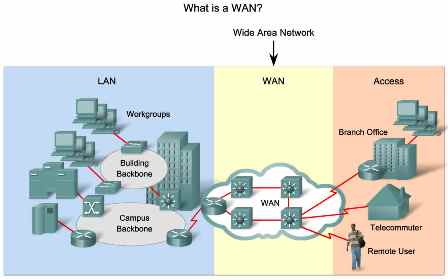 What is a WAN?
Wide Area Network
LAN
WAN
Access
Workgroups
Branch Office
Building
Backbone
WAN
Campus
Backbone
Telecommuter
Remote User